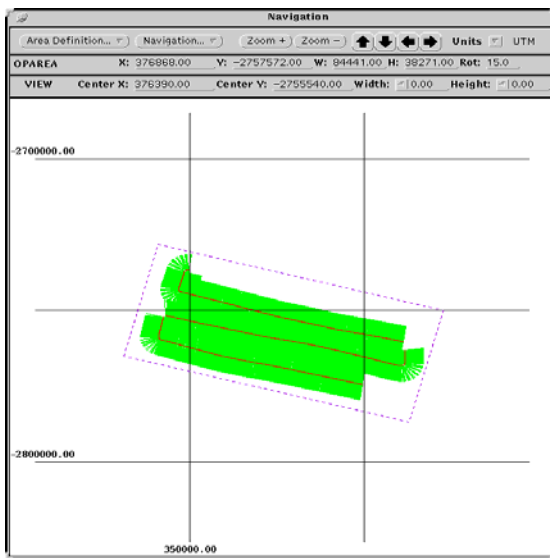 Navigation
Area Definition... Navigation... Zoom + Zoom - Units UTM
OPAREA X: 376868.00 Y: -2757572.00 W: 84441.00 H: 38271.00 Rot: 15.0
VIEW Center X: 376390.00 Center Y: -2755540.00 Width: 0.00 Height: 0.00
-2700000.00
-2800000.00
350000.00